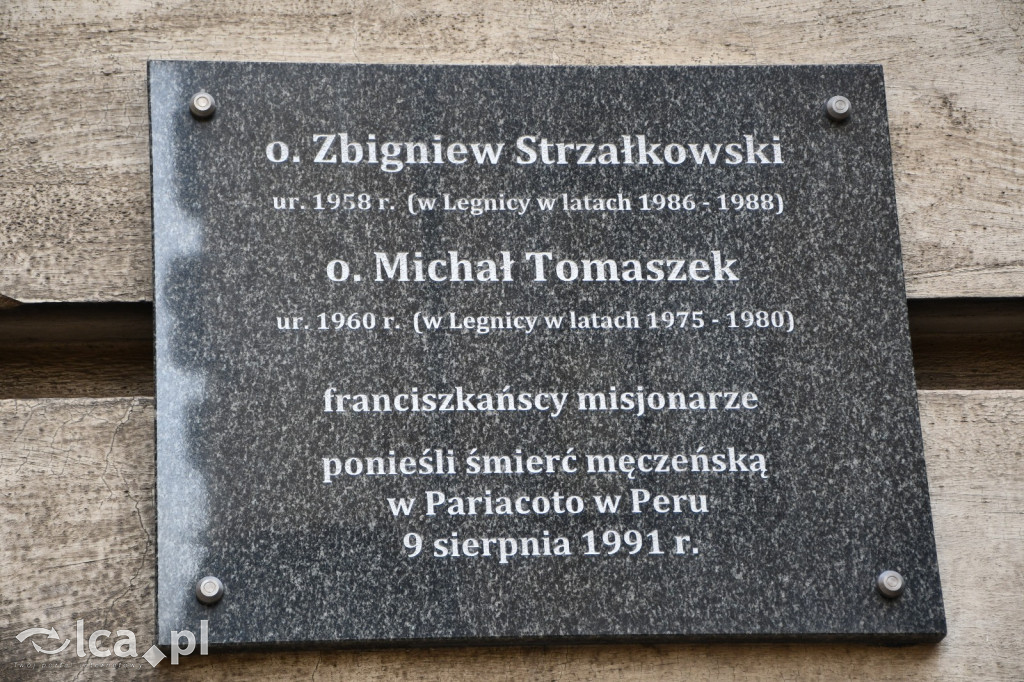 o. Zbigniew Strzałkowski
ur. 1958 r. (w Legnicy w latach 1986 - 1988)
o. Michał Tomaszek
ur. 1960 r. (w Legnicy w latach 1975 - 1980)
franciszkańscy misjonarze
ponieśli śmierć męczeńską
w Pariacoto w Peru
9 sierpnia 1991 r.
lca.pl